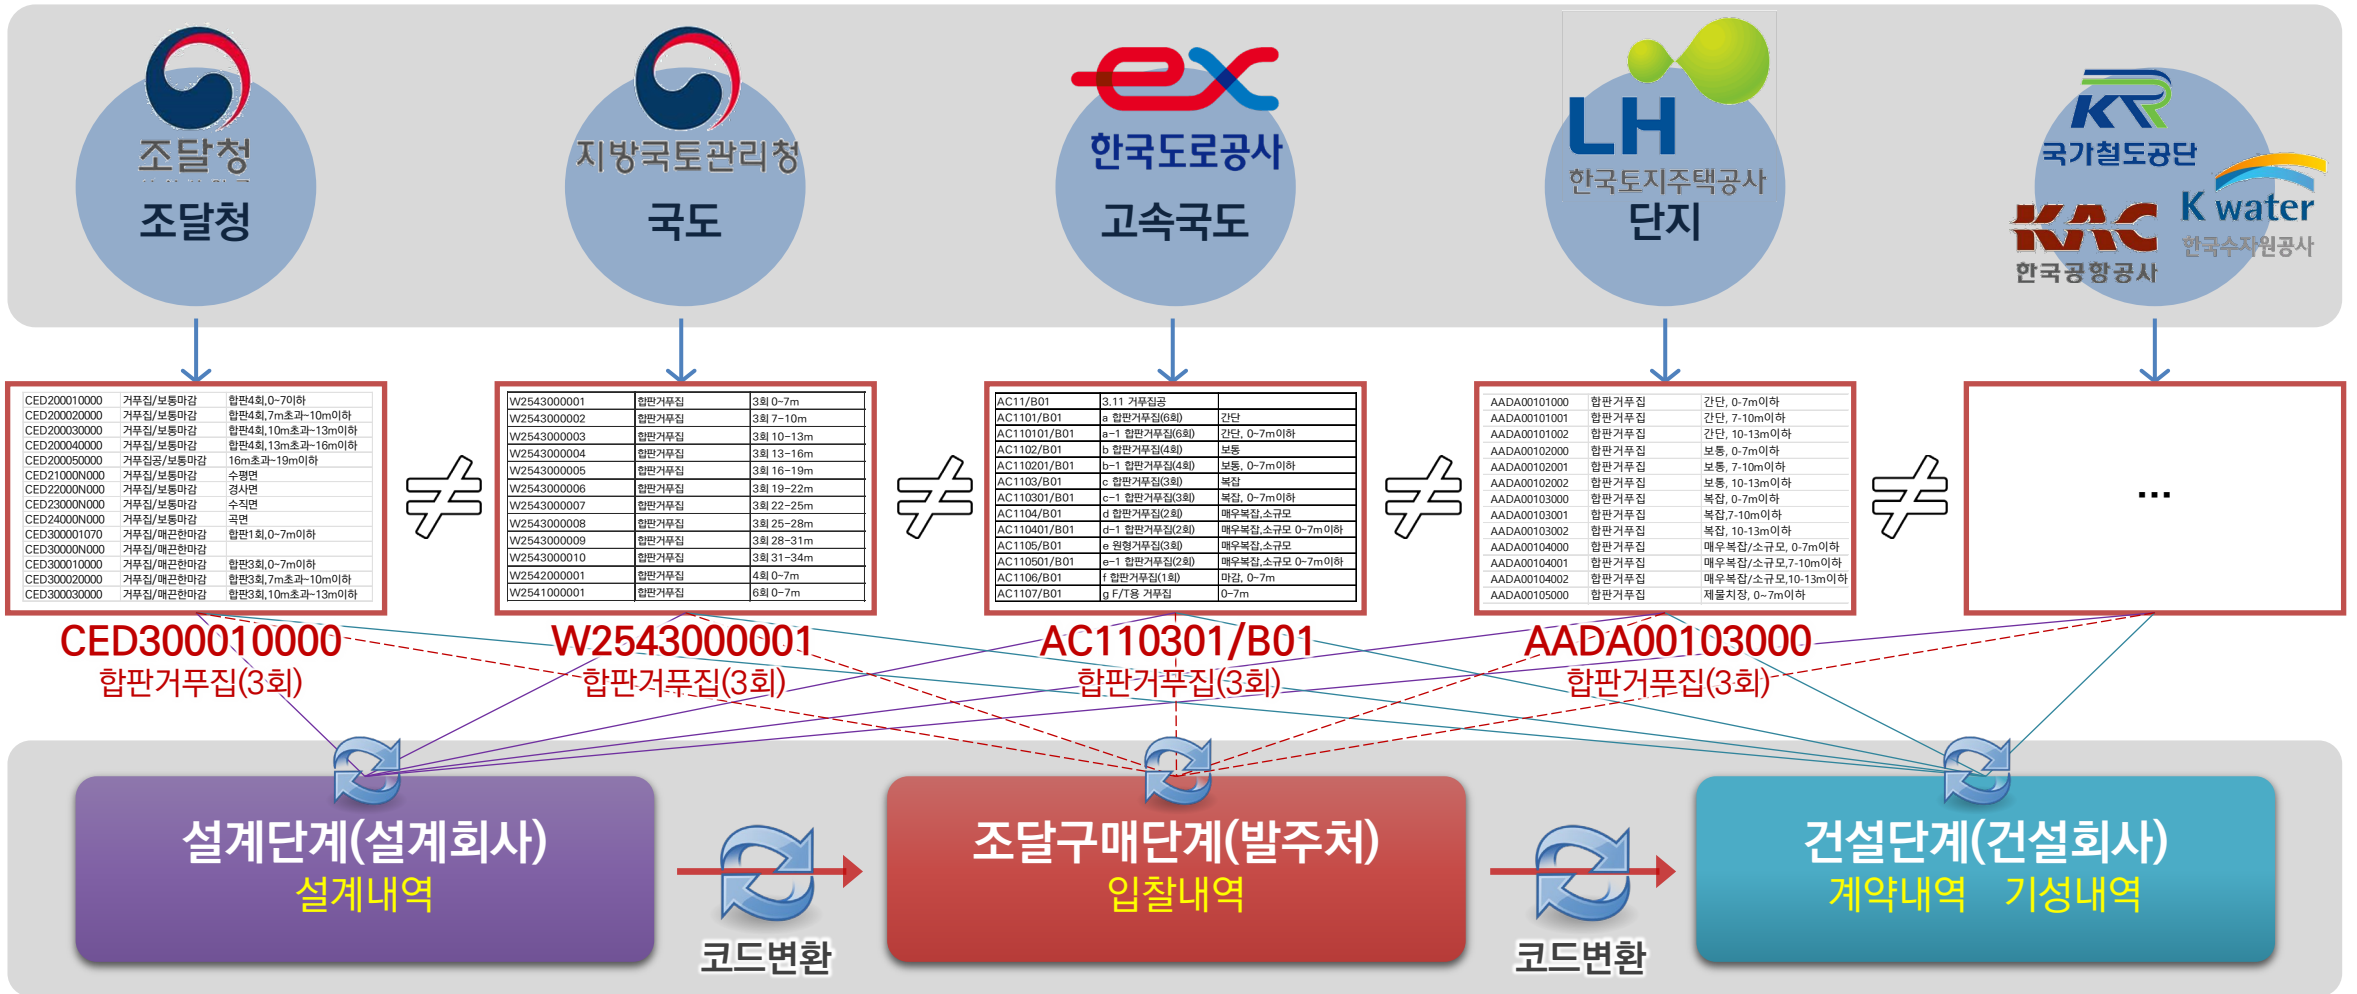 조달청
조달청
지방국토관리청
국도
ex
한국도로공사
고속국도
LH
한국토지주택공사
단지
KR
국가철도공단
K water
한국수자원공사
KAC
한국공항공사
CED200010000 거푸집/보통마감 합판4회,0~7이하
CED200020000 거푸집/보통마감 합판4회,7m초과~10m이하
CED200030000 거푸집/보통마감 합판4회,10m초과~13m이하
CED200040000 거푸집/보통마감 합판4회,13m초과~16m이하
CED200050000 거푸집공/보통마감 16m초과~19m이하
CED21000N000 거푸집/보통마감 수평면
CED22000N000 거푸집/보통마감 경사면
CED23000N000 거푸집/보통마감 수직면
CED24000N000 거푸집/보통마감 곡면
CED300001070 거푸집/매끈한마감 합판1회,0~7m이하
CED30000N000 거푸집/매끈한마감
CED300010000 거푸집/매끈한마감 합판3회,0~7m이하
CED300020000 거푸집/매끈한마감 합판3회,7m초과~10m이하
CED300030000 거푸집/매끈한마감 합판3회,10m초과~13m이하
≠
W2543000001 합판거푸집 3회 0~7m
W2543000002 합판거푸집 3회 7~10m
W2543000003 합판거푸집 3회 10~13m
W2543000004 합판거푸집 3회 13~16m
W2543000005 합판거푸집 3회 16~19m
W2543000006 합판거푸집 3회 19~22m
W2543000007 합판거푸집 3회 22~25m
W2543000008 합판거푸집 3회 25~28m
W2543000009 합판거푸집 3회 28~31m
W2543000010 합판거푸집 3회 31~34m
W2542000001 합판거푸집 4회 0~7m
W2541000001 합판거푸집 6회 0~7m
≠
AC11/B01 3.11 거푸집공
AC1101/B01 a 합판거푸집(6회) 간단
AC110101/B01 a-1 합판거푸집(6회) 간단, 0~7m이하
AC1102/B01 b 합판거푸집(4회) 보통
AC110201/B01 b-1 합판거푸집(4회) 보통, 0~7m이하
AC1103/B01 c 합판거푸집(3회) 복잡
AC110301/B01 c-1 합판거푸집(3회) 복잡, 0~7m이하
AC1104/B01 d 합판거푸집(2회) 매우복잡,소규모
AC110401/B01 d-1 합판거푸집(2회) 매우복잡,소규모 0~7m이하
AC1105/B01 e 원형거푸집(3회) 매우복잡,소규모
AC110501/B01 e-1 합판거푸집(2회) 매우복잡,소규모 0~7m이하
AC1106/B01 f 합판거푸집(1회) 마감, 0~7m
AC1107/B01 g F/T용 거푸집 0~7m
≠
AADA00101000 합판거푸집 간단, 0-7m이하
AADA00101001 합판거푸집 간단, 7-10m이하
AADA00101002 합판거푸집 간단, 10-13m이하
AADA00102000 합판거푸집 보통, 0-7m이하
AADA00102001 합판거푸집 보통, 7-10m이하
AADA00102002 합판거푸집 보통, 10-13m이하
AADA00103000 합판거푸집 복잡, 0-7m이하
AADA00103001 합판거푸집 복잡,7-10m이하
AADA00103002 합판거푸집 복잡, 10-13m이하
AADA00104000 합판거푸집 매우복잡/소규모, 0-7m이하
AADA00104001 합판거푸집 매우복잡/소규모,7-10m이하
AADA00104002 합판거푸집 매우복잡/소규모,10-13m이하
AADA00105000 합판거푸집 제물치장, 0~7m이하
≠
...
CED300010000
합판거푸집(3회)
W2543000001
합판거푸집(3회)
AC110301/B01
합판거푸집(3회)
AADA00103000
합판거푸집(3회)
설계단계(설계회사)
설계내역
코드변환
조달구매단계(발주처)
입찰내역
코드변환
건설단계(건설회사)
계약내역 기성내역